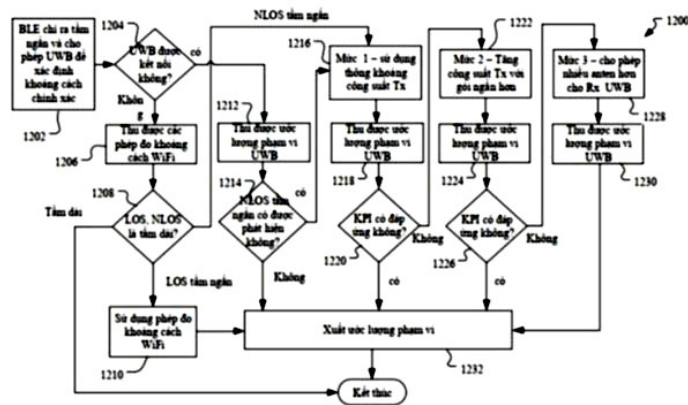 NLOS tầm ngắn
1200
BLE chỉ ra tầm
ngắn và cho
phép UWB để
xác định
khoảng cách
chính xác
1202
1204
UWB được
kết nối
không?
có
Khôn
g
1206
Thu được các
phép đo khoảng
cách WiFi
1208
LOS, NLOS
là tầm dài?
Tầm dài
LOS tầm ngắn
Sử dụng phép đo
khoảng cách
WiFi
1210
1212
Thu được ước
lượng phạm vi
UWB
1214
NLOS tầm
ngắn có được
phát hiện
không?
có
Không
1216
Mức 1 – sử dụng
thông khoảng
công suất Tx
Thu được ước
lượng phạm vi
UWB
1218
KPI có đáp
ứng không?
Không
1220
có
1222
Mức 2 – Tăng
công suất Tx với
gói ngắn hơn
Thu được ước
lượng phạm vi
UWB
1224
KPI có đáp
ứng không?
Không
1226
có
Mức 3 – cho phép
nhiều anten hơn
cho Rx UWB
1228
Thu được ước
lượng phạm vi
UWB
1230
Xuất ước lượng phạm vi
1232
Kết thúc